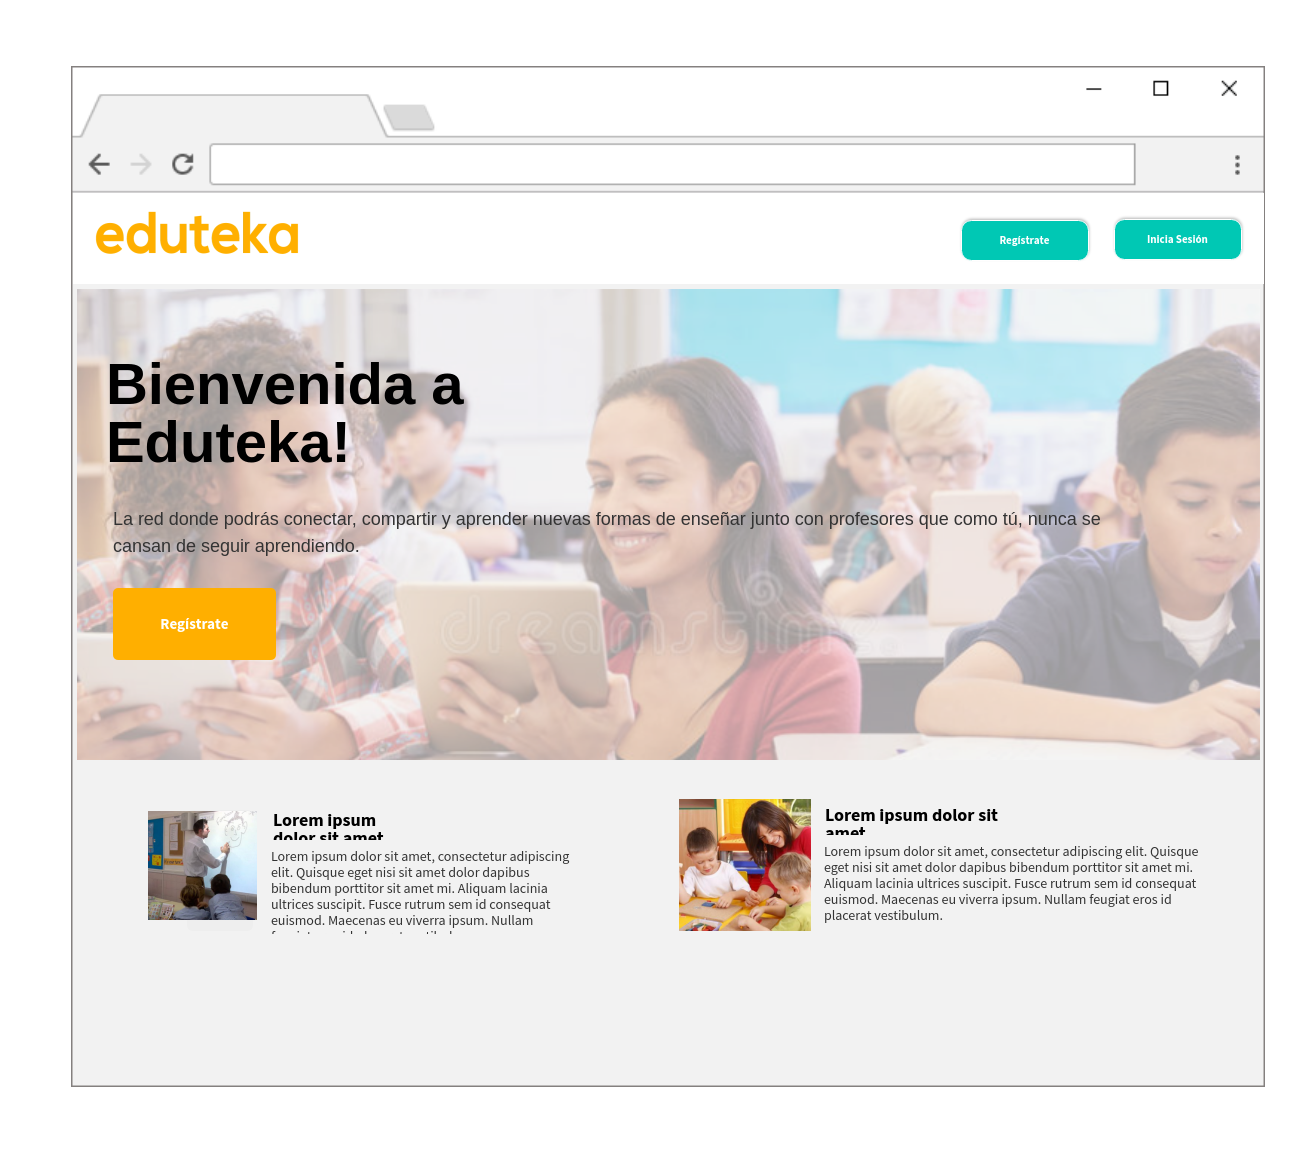 eduteka
Regístrate
Inicia Sesión
Bienvenida a
Eduteka!
La red donde podrás conectar, compartir y aprender nuevas formas de enseñar junto con profesores que como tú, nunca se
cansan de seguir aprendiendo.
Regístrate
dreamstime
Lorem ipsum
dolor sit amet
Lorem ipsum dolor sit amet, consectetur adipiscing
elit. Quisque eget nisi sit amet dolor dapibus
bibendum porttitor sit amet mi. Aliquam lacinia
ultrices suscipit. Fusce rutrum sem id consequat
euismod. Maecenas eu viverra ipsum. Nullam
Lorem ipsum dolor sit
amet
Lorem ipsum dolor sit amet, consectetur adipiscing elit. Quisque
eget nisi sit amet dolor dapibus bibendum porttitor sit amet mi.
Aliquam lacinia ultrices suscipit. Fusce rutrum sem id consequat
euismod. Maecenas eu viverra ipsum. Nullam feugiat eros id
placerat vestibulum.